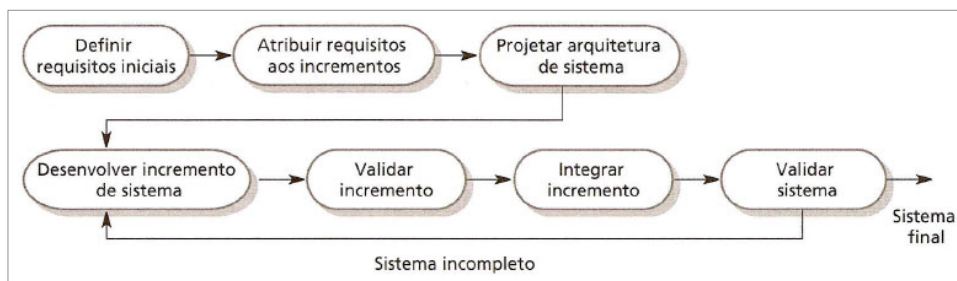 Definir
requisitos iniciais
Atribuir requisitos
aos incrementos
Projetar arquitetura
de sistema
Desenvolver incremento
de sistema
Validar
incremento
Integrar
incremento
Validar
sistema
Sistema
final
Sistema incompleto